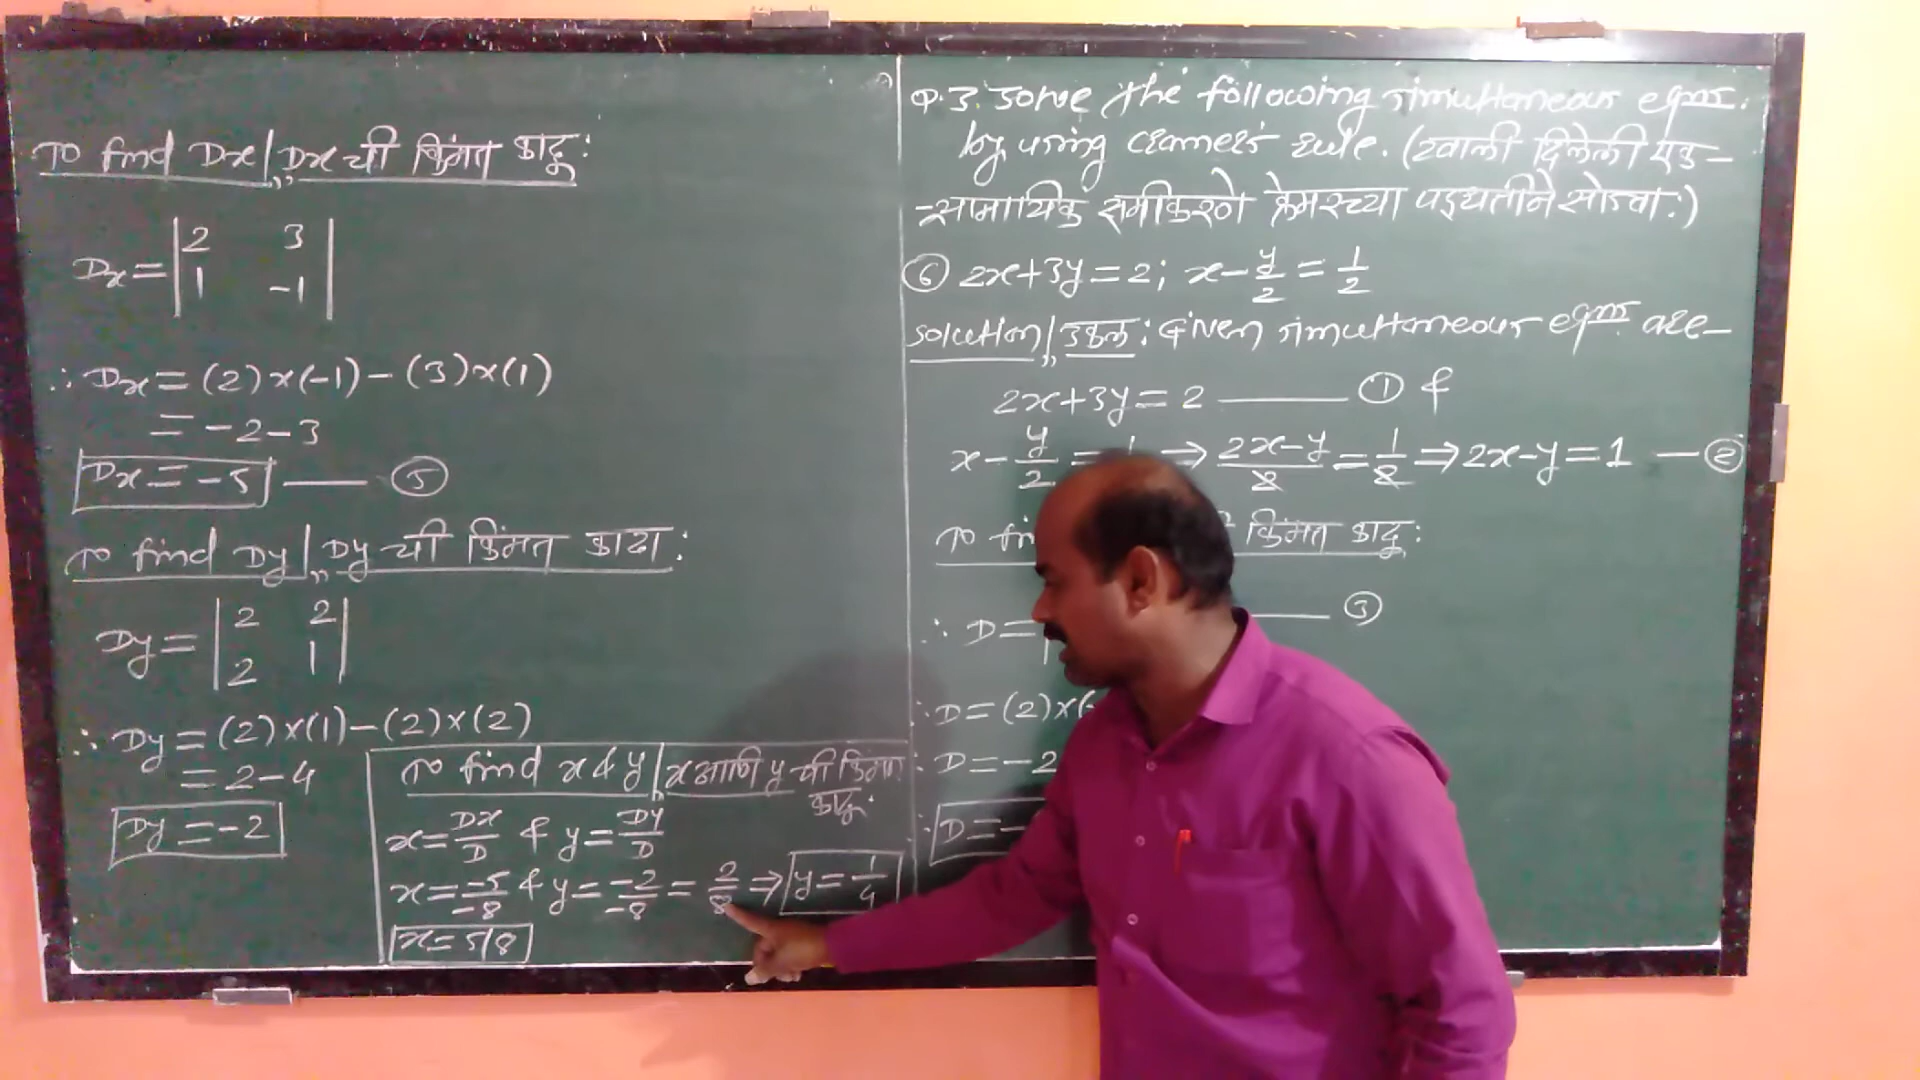 To find Dx/Dx ची किंमत काढू:
Dx = | 2 3 |
| 1 -1 |
∴ Dx = (2)×(-1) - (3)×(1)
= -2-3
Dx = -5 —— ⑤
To find Dy/Dy ची किंमत काढा:
Dy = | 2 2 |
| 2 1 |
∴ Dy = (2)×(1) - (2)×(2)
= 2-4
Dy = -2
To find x & y/x आणि y ची किंमत
काढू:
x = Dx/D & y = Dy/D
x = -5/-8 & y = -2/-8 = 2/8 ⇒ y = 1/4
x = 5/8
Q.3. Solve the following simultaneous eqns.
by using cramer's rule. (खाली दिलेली एक-
-सामायिक समीकरणे क्रेमरच्या पद्धतीने सोडवा:)
⑥ 2x+3y=2; x-y/2 = 1/2
Solution/उकल: Given simultaneous eqns. are-
2x+3y=2 —— ① &
x - y/2 = 1 ⇒ 2x-y/2 = 1/2 ⇒ 2x-y=1 — ②
To fin किंमत काढू:
∴ D = —— ③
∴ D = (2)×(-
∴ D = -2
∴ D = -